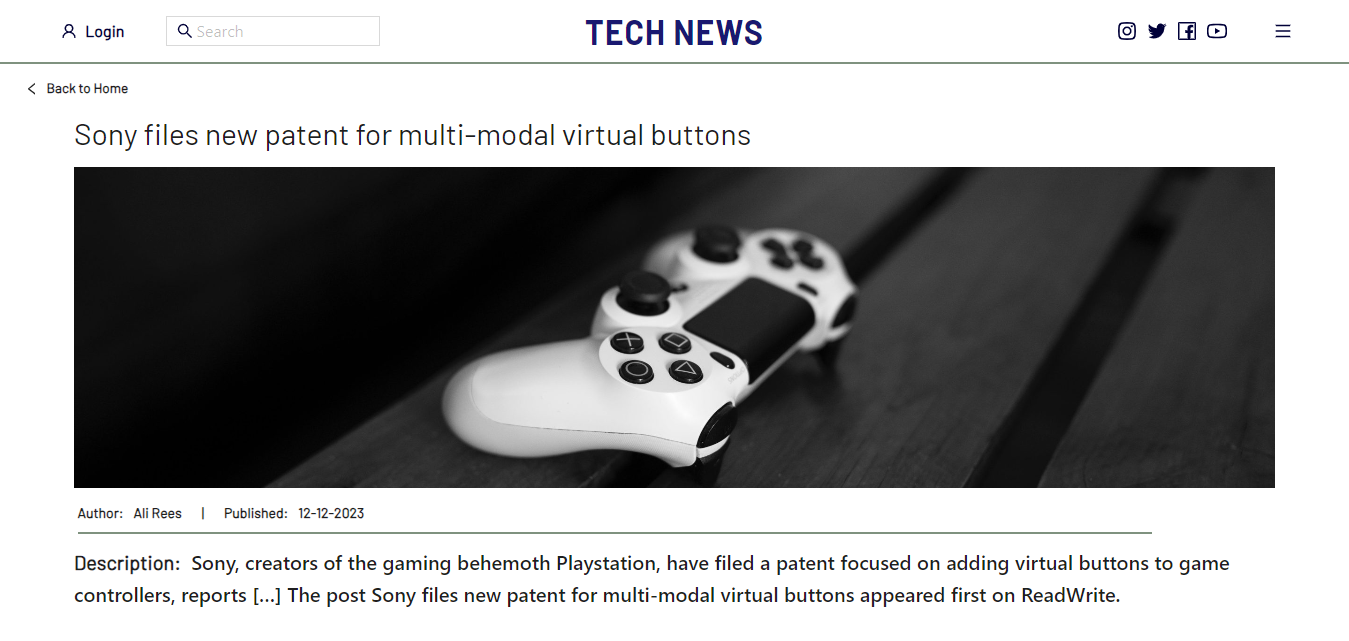 Login
Search
TECH NEWS
Back to Home
Sony files new patent for multi-modal virtual buttons
Author: Ali Rees | Published: 12-12-2023
Description: Sony, creators of the gaming behemoth Playstation, have filed a patent focused on adding virtual buttons to game
controllers, reports [...] The post Sony files new patent for multi-modal virtual buttons appeared first on ReadWrite.